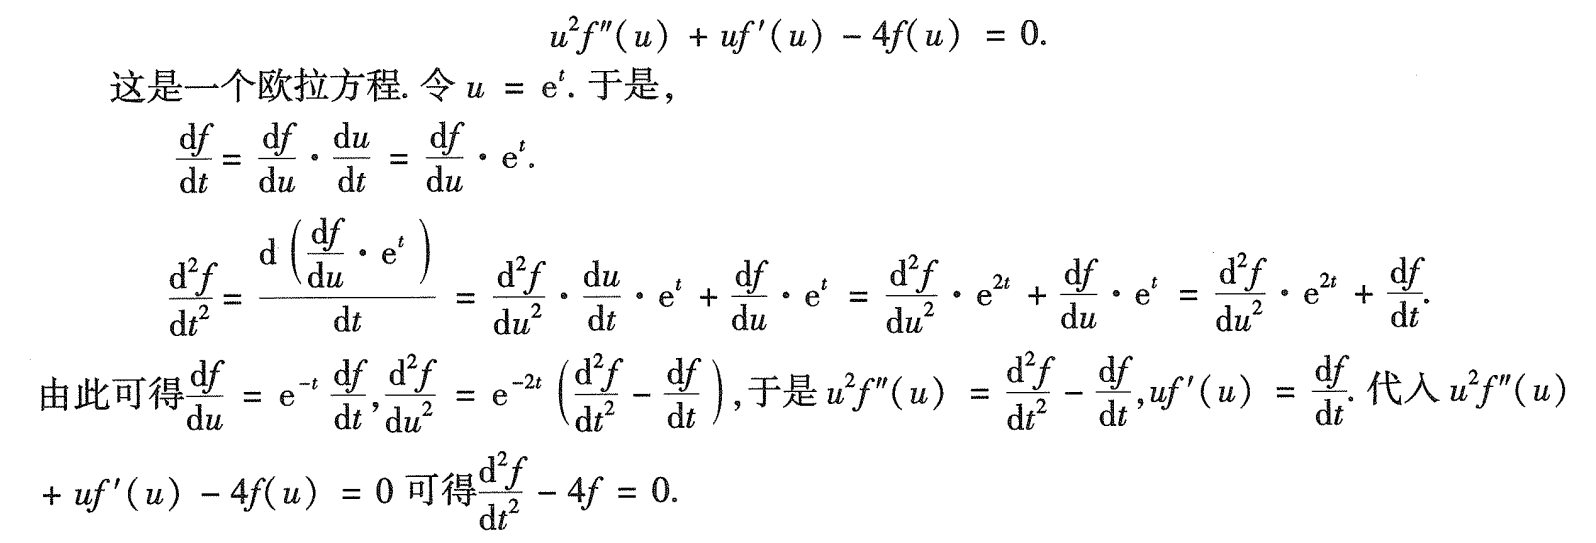 u²f″(u) + uf′(u) − 4f(u) = 0.
这是一个欧拉方程. 令 u = eᵗ. 于是,
df/dt = df/du · du/dt = df/du · eᵗ.
d²f/dt² = d(df/du · eᵗ)/dt = d²f/du² · du/dt · eᵗ + df/du · eᵗ = d²f/du² · e²ᵗ + df/du · eᵗ = d²f/du² · e²ᵗ + df/dt.
由此可得 df/du = e⁻ᵗ df/dt, d²f/du² = e⁻²ᵗ (d²f/dt² − df/dt), 于是 u²f″(u) = d²f/dt² − df/dt, uf′(u) = df/dt. 代入 u²f″(u)
+ uf′(u) − 4f(u) = 0 可得 d²f/dt² − 4f = 0.